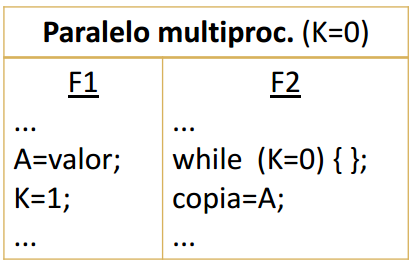 Paralelo multiproc. (K=0)
F1
...
A=valor;
K=1;
...
F2
...
while (K=0) { };
copia=A;
...